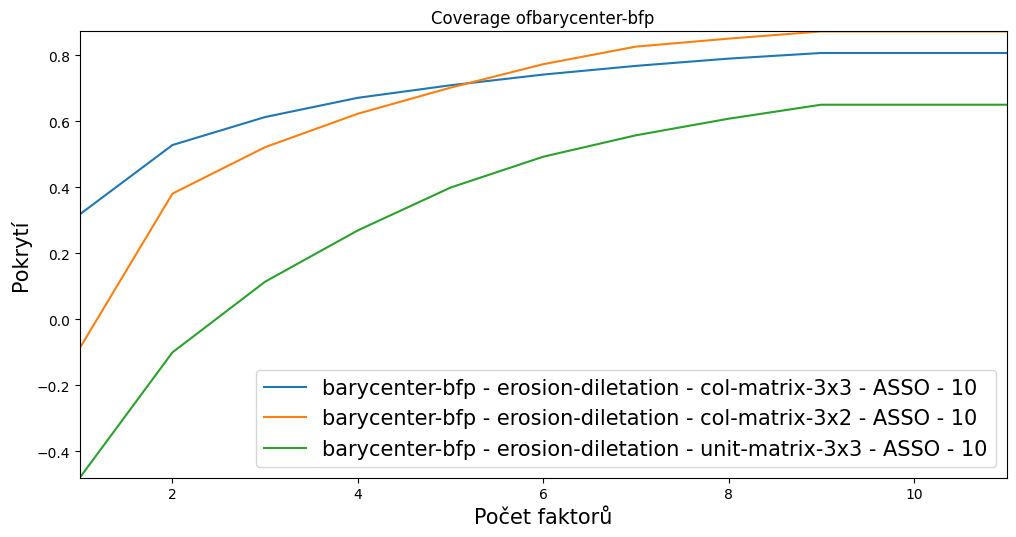 Coverage ofbarycenter-bfp
Pokrytí
0.8
0.6
0.4
0.2
0.0
−0.2
−0.4
barycenter-bfp - erosion-diletation - col-matrix-3x3 - ASSO - 10
barycenter-bfp - erosion-diletation - col-matrix-3x2 - ASSO - 10
barycenter-bfp - erosion-diletation - unit-matrix-3x3 - ASSO - 10
2 4 6 8 10
Počet faktorů